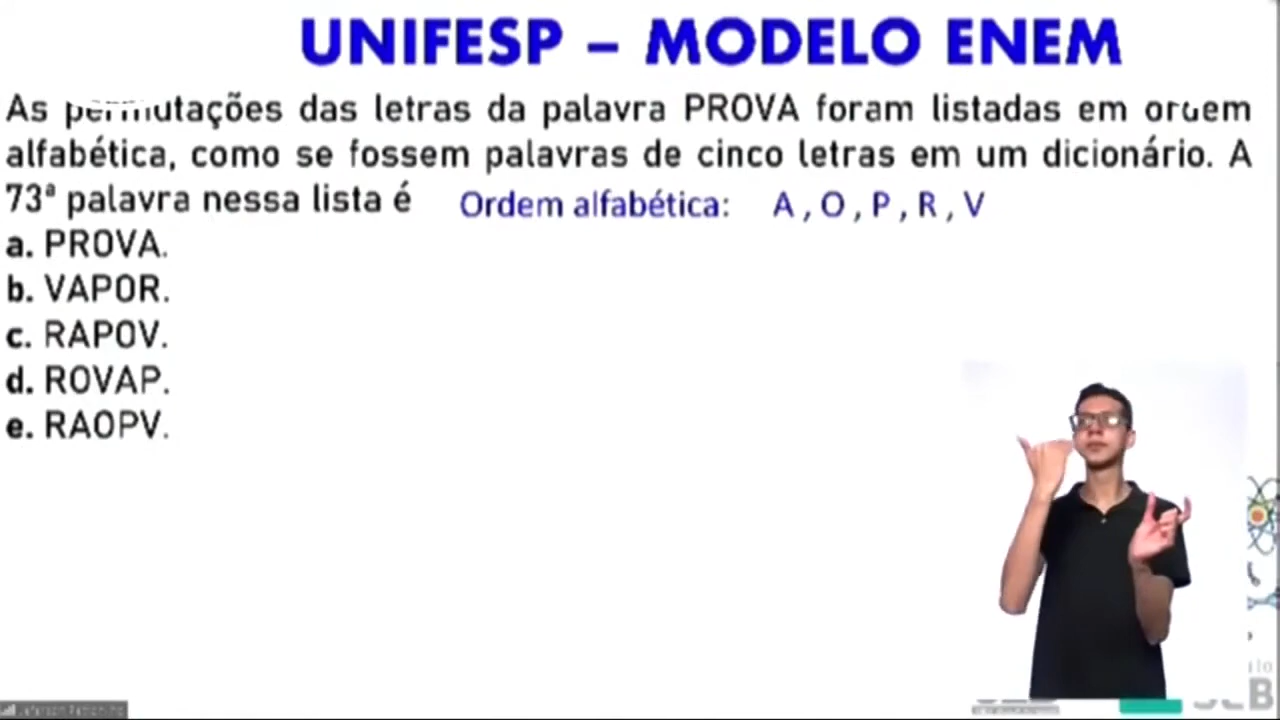 UNIFESP – MODELO ENEM
As permutações das letras da palavra PROVA foram listadas em ordem
alfabética, como se fossem palavras de cinco letras em um dicionário. A
73ª palavra nessa lista é Ordem alfabética: A , O , P , R , V
a. PROVA.
b. VAPOR.
c. RAPOV.
d. ROVAP.
e. RAOPV.